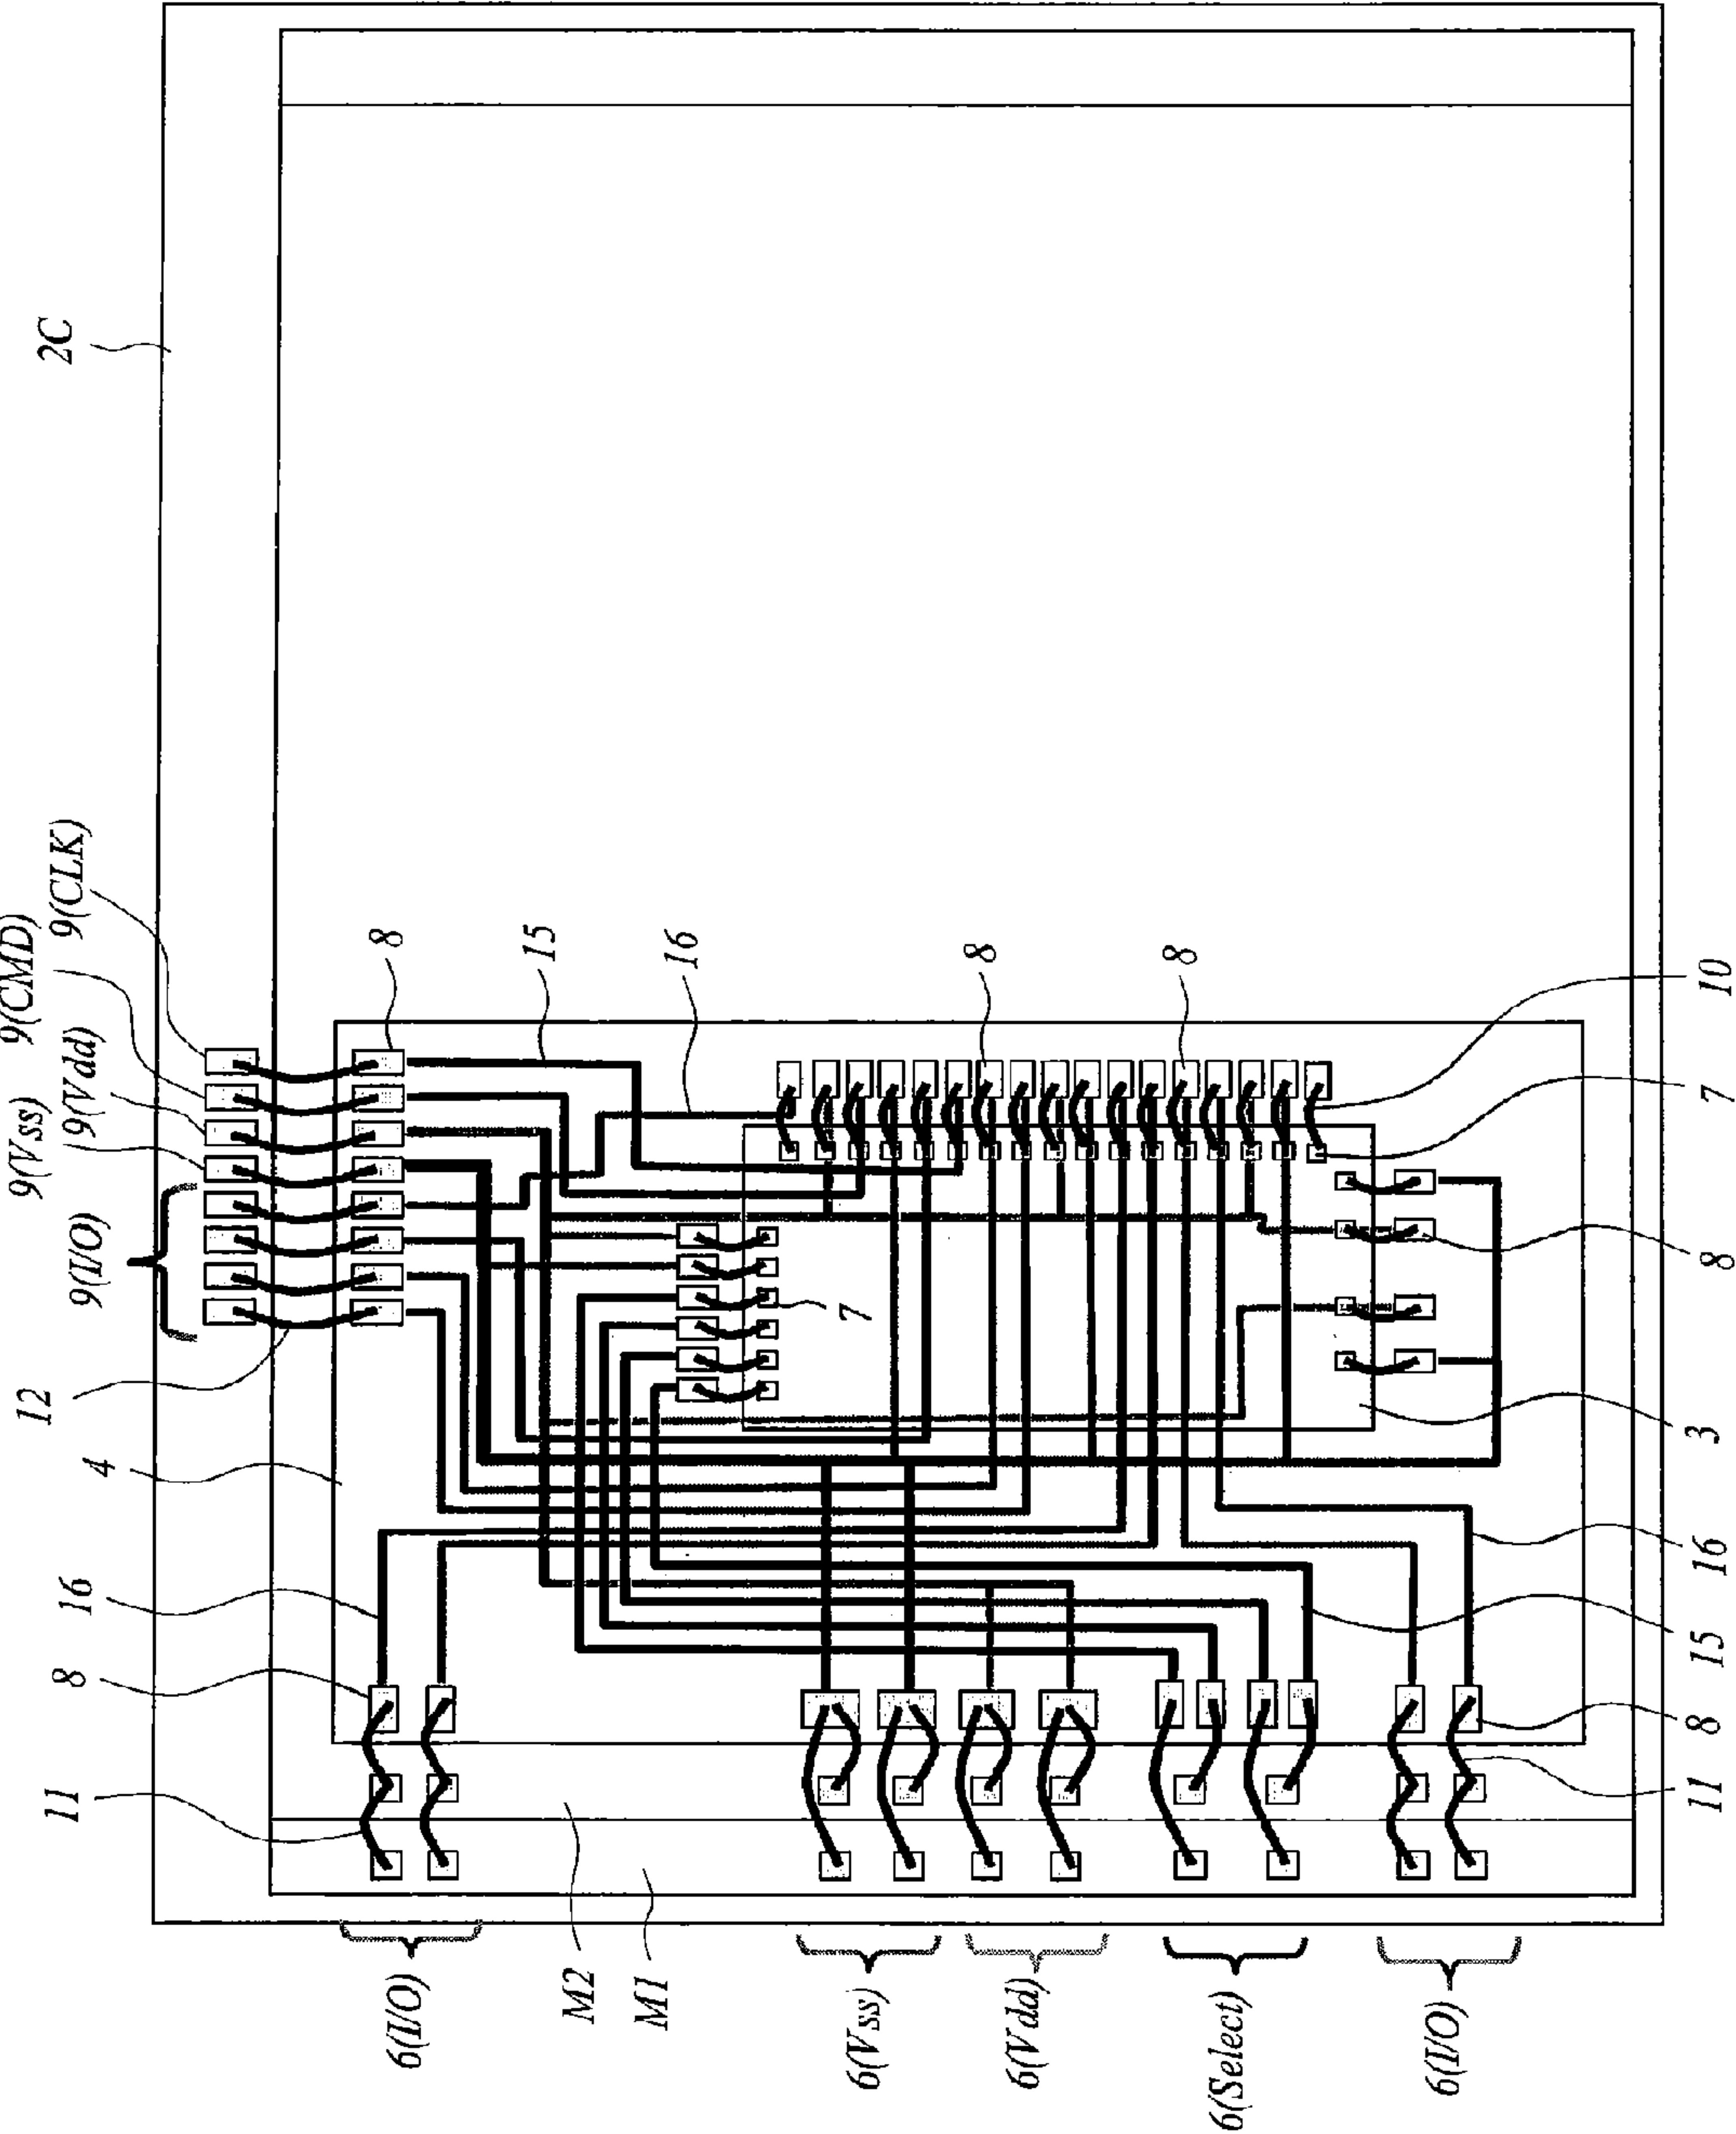 2C
9(CLK)
9(CMD)
9(Vdd)
9(Vss)
9(I/O)
12
4
16
8
11
8
15
16
8
8
10
7
8
7
3
16
15
8
11
6(I/O)
M2
M1
6(Vss)
6(Vdd)
6(Select)
6(I/O)